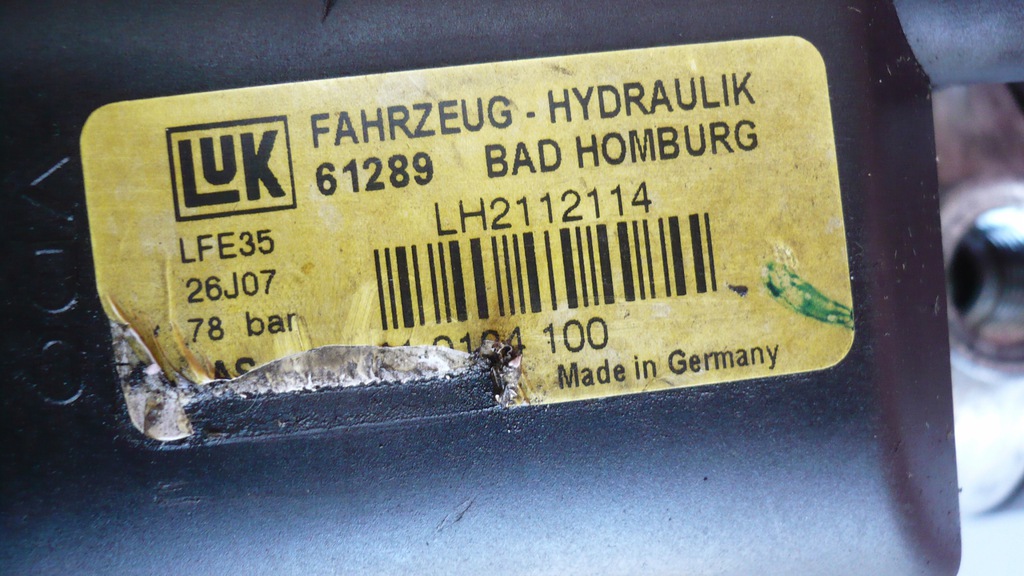 LUK
FAHRZEUG - HYDRAULIK
61289 BAD HOMBURG
LH2112114
LFE35
26J07
78 bar
100
Made in Germany